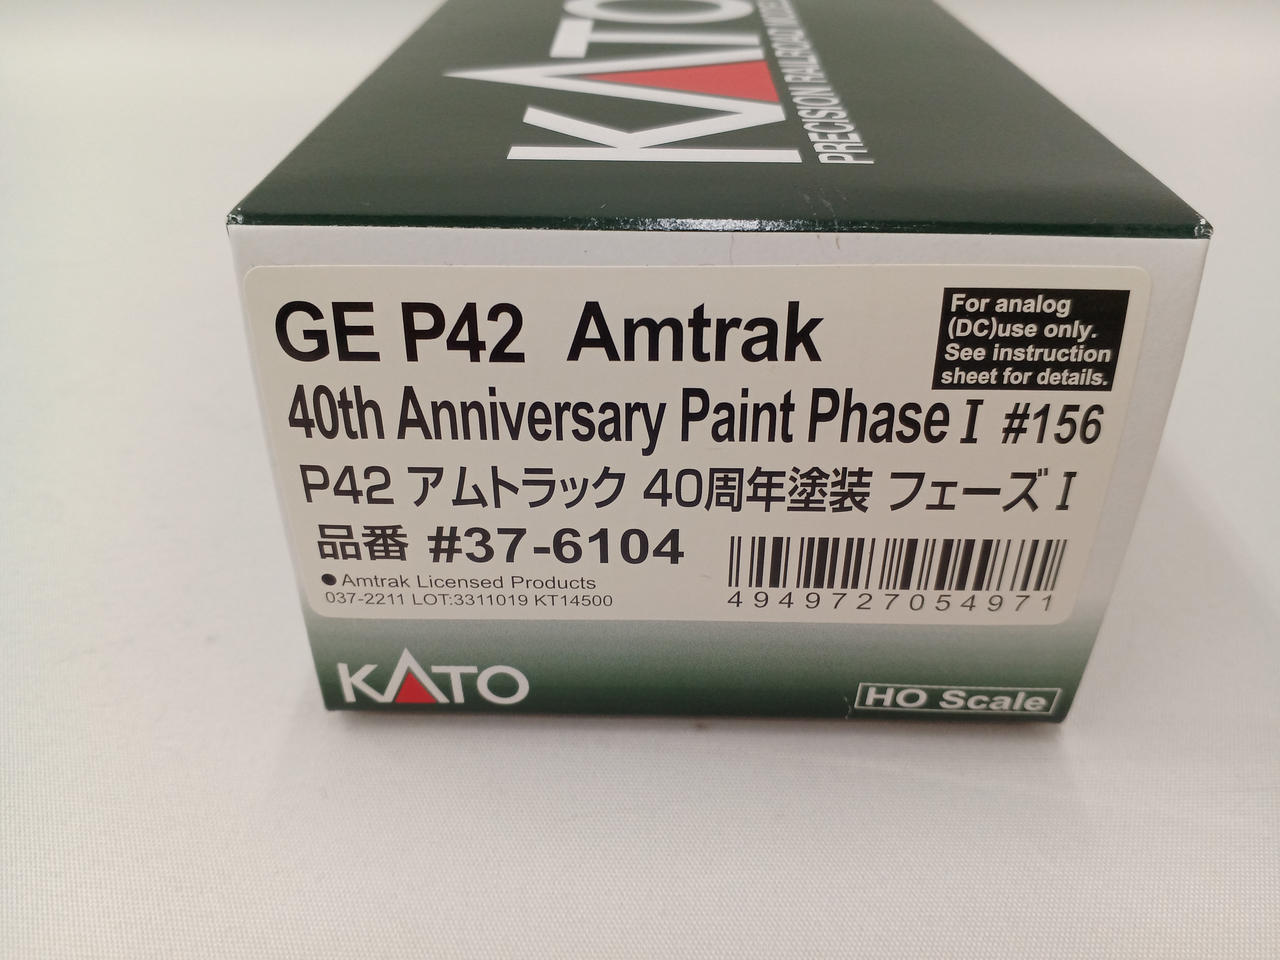 KATO
PRECISION RAILROAD
GE P42 Amtrak
For analog
(DC)use only.
See instruction
sheet for details.
40th Anniversary Paint Phase I #156
P42 アムトラック 40周年塗装 フェーズ I
品番 #37-6104
●Amtrak Licensed Products
037-2211 LOT:3311019 KT14500
4949727054971
KATO
HO Scale